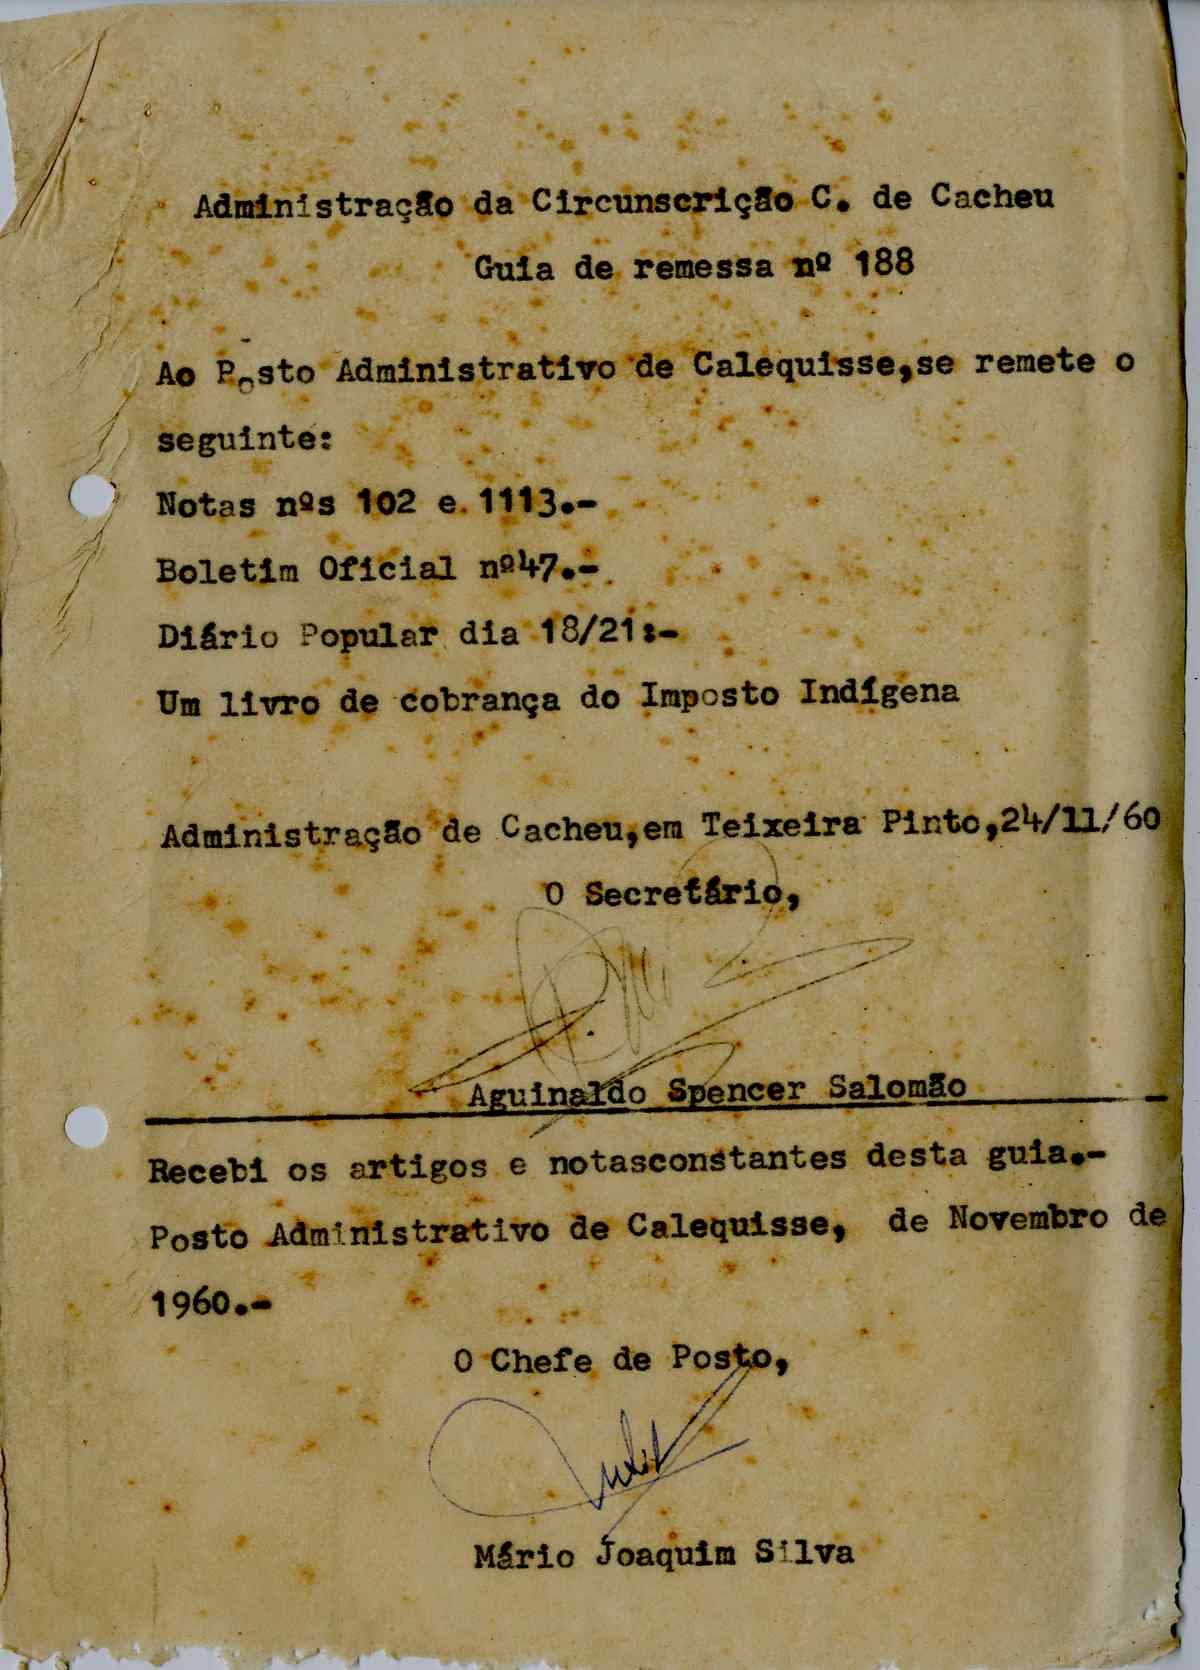 Administração da Circunscrição C. de Cacheu
Guia de remessa nº 188
Ao Posto Administrativo de Calequisse,se remete o
seguinte:
Notas nºs 102 e 1113.-
Boletim Oficial nº47.-
Diário Popular dia 18/21:-
Um livro de cobrança do Imposto Indígena
Administração de Cacheu,em Teixeira Pinto,24/11/60
O Secretário,
Aguinaldo Spencer Salomão
Recebi os artigos e notasconstantes desta guia.-
Posto Administrativo de Calequisse, de Novembro de
1960.-
O Chefe de Posto,
Mário Joaquim Silva